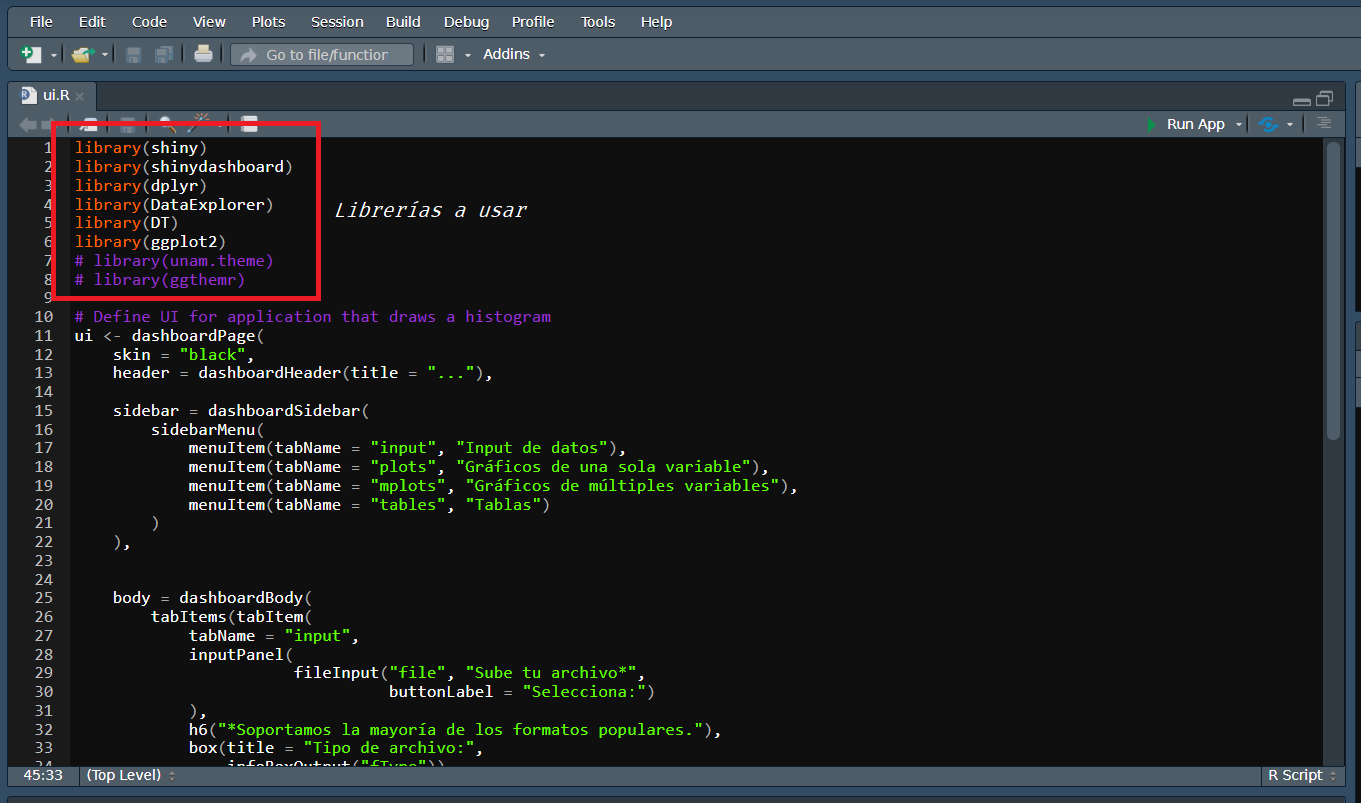 File Edit Code View Plots Session Build Debug Profile Tools Help
Go to file/function Addins
ui.R
Run App
1 library(shiny)
2 library(shinydashboard)
3 library(dplyr)
4 library(DataExplorer)
Librerías a usar
5 library(DT)
6 library(ggplot2)
7 # library(unam.theme)
8 # library(ggthemr)
9
10 # Define UI for application that draws a histogram
11 ui <- dashboardPage(
12 skin = "black",
13 header = dashboardHeader(title = "..."),
14
15 sidebar = dashboardSidebar(
16 sidebarMenu(
17 menuItem(tabName = "input", "Input de datos"),
18 menuItem(tabName = "plots", "Gráficos de una sola variable"),
19 menuItem(tabName = "mplots", "Gráficos de múltiples variables"),
20 menuItem(tabName = "tables", "Tablas")
21 )
22 ),
23
24
25 body = dashboardBody(
26 tabItems(tabItem(
27 tabName = "input",
28 inputPanel(
29 fileInput("file", "Sube tu archivo*",
30 buttonLabel = "Selecciona:")
31 ),
32 h6("*Soportamos la mayoría de los formatos populares."),
33 box(title = "Tipo de archivo:",
34 infoBoxOutput("fType"))
45:33 (Top Level) R Script